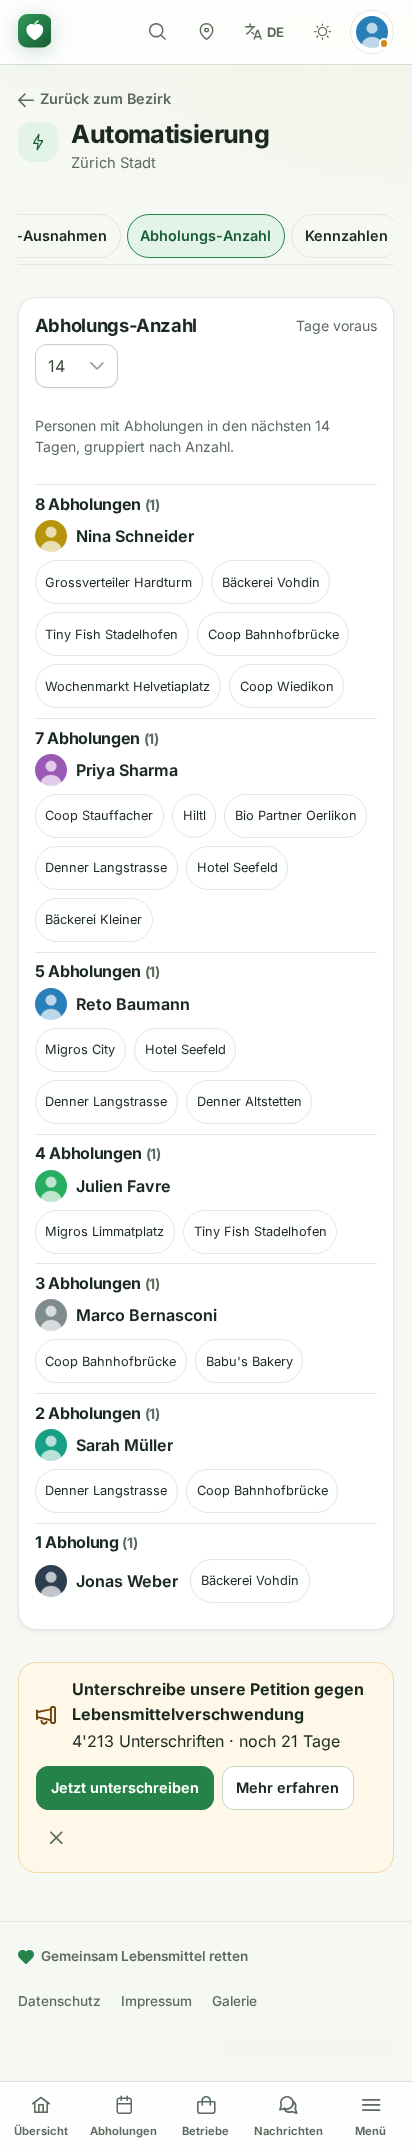 DE
Zurück zum Bezirk
Automatisierung
Zürich Stadt
-Ausnahmen
Abholungs-Anzahl
Kennzahlen
Abholungs-Anzahl
Tage voraus
14
Personen mit Abholungen in den nächsten 14
Tagen, gruppiert nach Anzahl.
8 Abholungen (1)
Nina Schneider
Grossverteiler Hardturm
Bäckerei Vohdin
Tiny Fish Stadelhofen
Coop Bahnhofbrücke
Wochenmarkt Helvetiaplatz
Coop Wiedikon
7 Abholungen (1)
Priya Sharma
Coop Stauffacher
Hiltl
Bio Partner Oerlikon
Denner Langstrasse
Hotel Seefeld
Bäckerei Kleiner
5 Abholungen (1)
Reto Baumann
Migros City
Hotel Seefeld
Denner Langstrasse
Denner Altstetten
4 Abholungen (1)
Julien Favre
Migros Limmatplatz
Tiny Fish Stadelhofen
3 Abholungen (1)
Marco Bernasconi
Coop Bahnhofbrücke
Babu's Bakery
2 Abholungen (1)
Sarah Müller
Denner Langstrasse
Coop Bahnhofbrücke
1 Abholung (1)
Jonas Weber
Bäckerei Vohdin
Unterschreibe unsere Petition gegen
Lebensmittelverschwendung
4'213 Unterschriften · noch 21 Tage
Jetzt unterschreiben
Mehr erfahren
Gemeinsam Lebensmittel retten
Datenschutz
Impressum
Galerie
Übersicht
Abholungen
Betriebe
Nachrichten
Menü